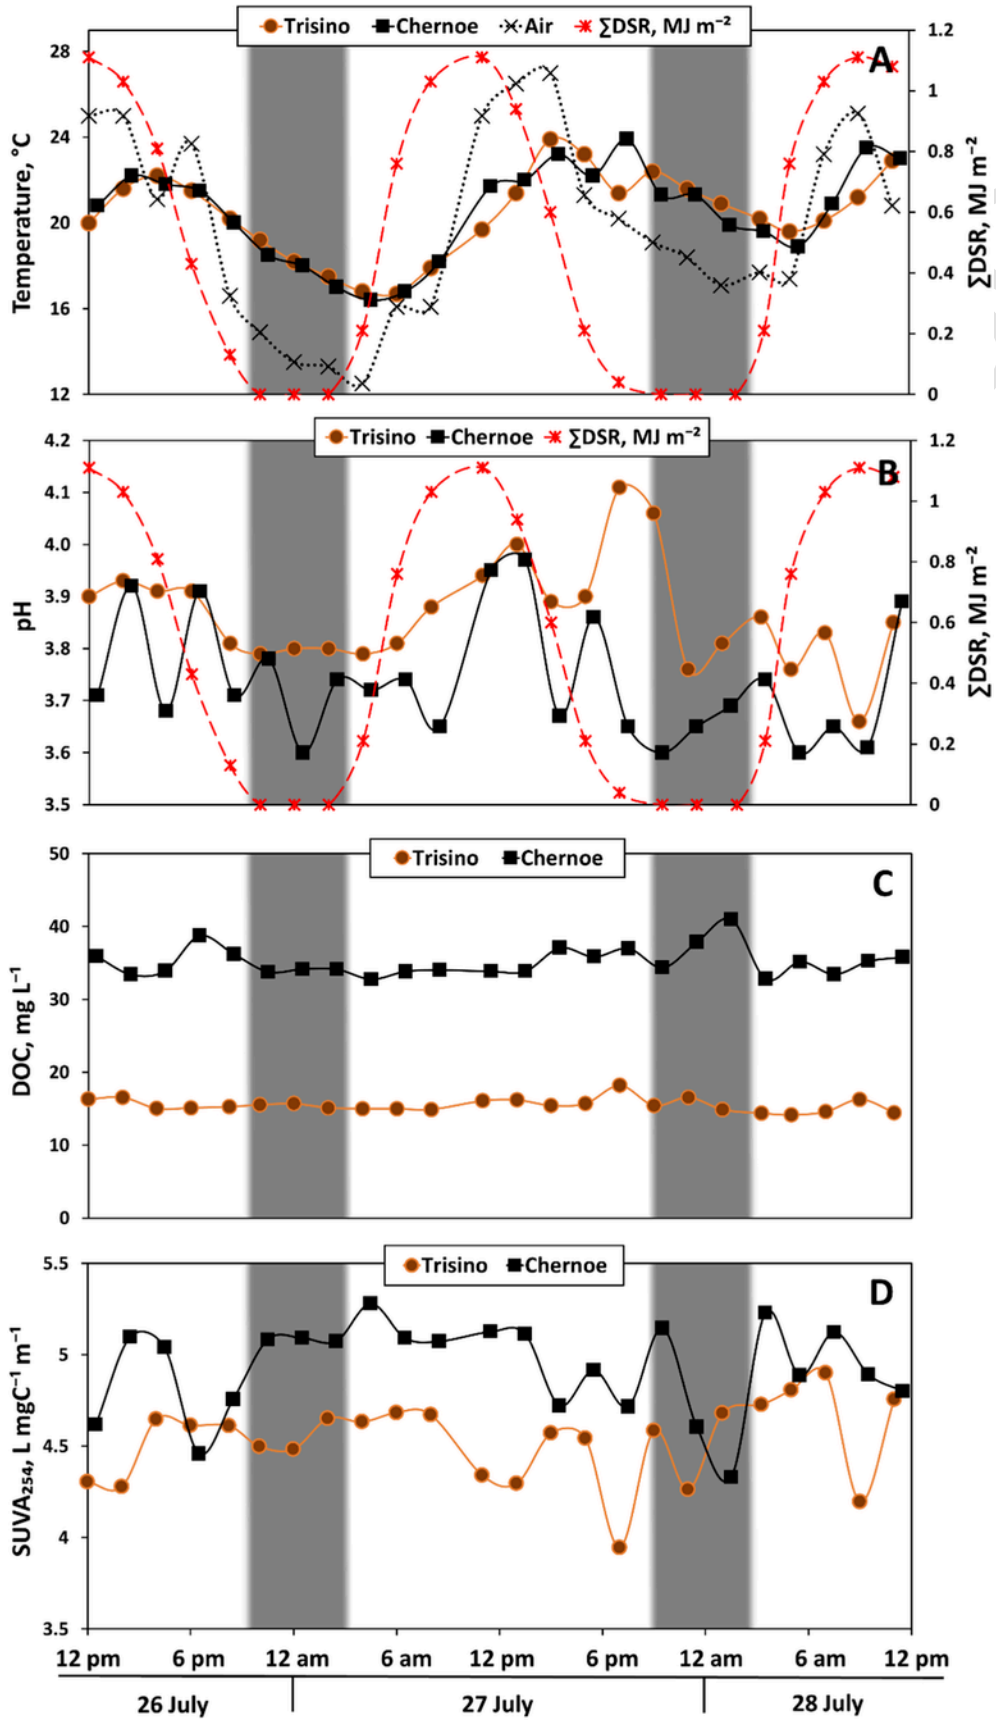 Trisino Chernoe Air ∑DSR, MJ m⁻²
A
28
24
20
16
12
Temperature, °C
1.2
1
0.8
0.6
0.4
0.2
0
∑DSR, MJ m⁻²
Trisino Chernoe ∑DSR, MJ m⁻²
B
4.2
4.1
4.0
3.9
3.8
3.7
3.6
3.5
pH
1.2
1
0.8
0.6
0.4
0.2
0
∑DSR, MJ m⁻²
Trisino Chernoe
C
50
40
30
20
10
0
DOC, mg L⁻¹
Trisino Chernoe
D
5.5
5
4.5
4
3.5
SUVA₂₅₄, L mgC⁻¹ m⁻¹
12 pm 6 pm 12 am 6 am 12 pm 6 pm 12 am 6 am 12 pm
26 July 27 July 28 July